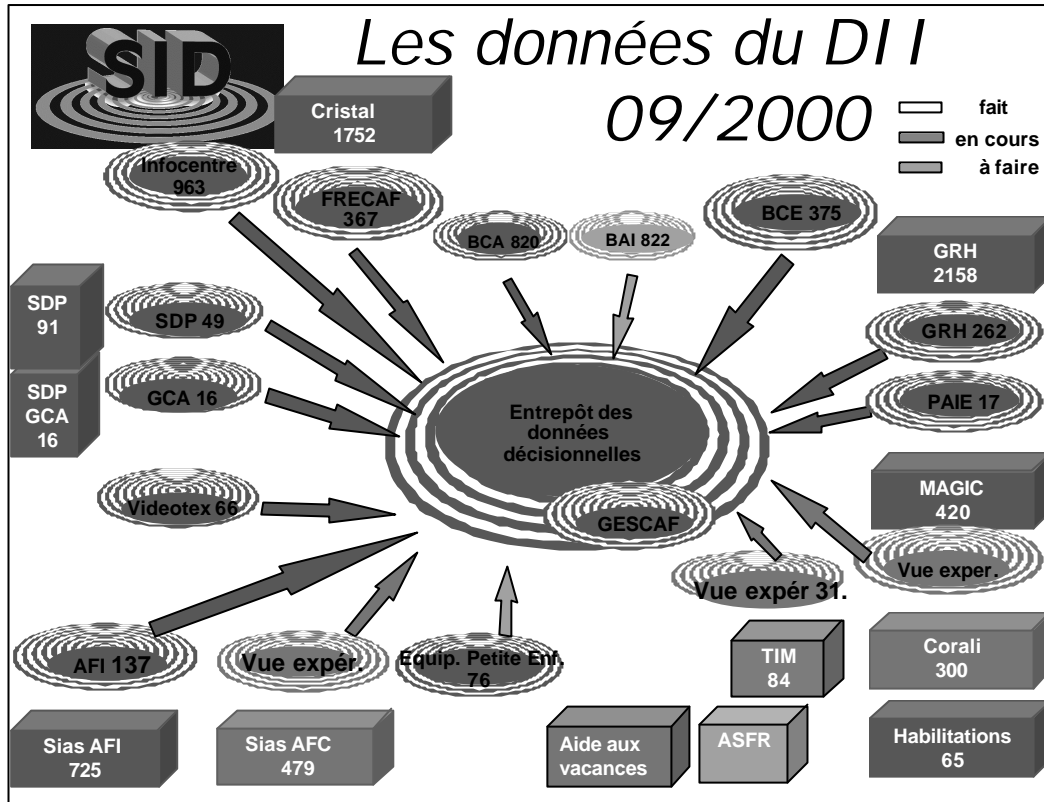 SID
Les données du DII
09/2000
fait
en cours
à faire
Cristal
1752
Infocentre
963
FRECAF
367
BCA 820
BAI 822
BCE 375
GRH
2158
SDP
91
SDP 49
GRH 262
SDP
GCA
16
GCA 16
PAIE 17
Entrepôt des
données
décisionnelles
Videotex 66
GESCAF
MAGIC
420
Vue expér 31.
Vue exper.
AFI 137
Vue expér.
Equip. Petite Enf.
76
TIM
84
Corali
300
Sias AFI
725
Sias AFC
479
Aide aux
vacances
ASFR
Habilitations
65